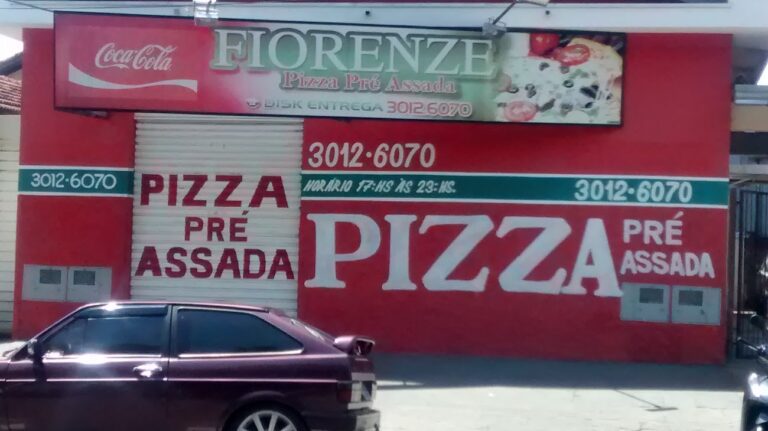 Coca-Cola
FIORENZE
Pizza Pré Assada
DISK ENTREGA 3012.6070
3012-6070
3012-6070
HORÁRIO 17:HS ÀS 23:HS.
3012-6070
PIZZA
PRÉ
ASSADA
PIZZA
PRÉ
ASSADA